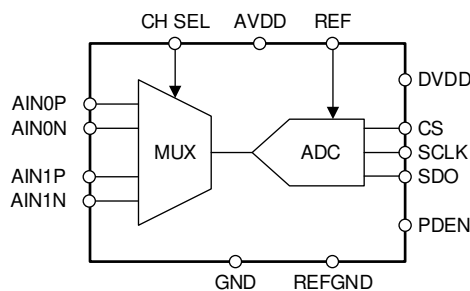 CH SEL AVDD REF
DVDD
AIN0P
AIN0N
CS
MUX ADC SCLK
AIN1P SDO
AIN1N
PDEN
GND REFGND